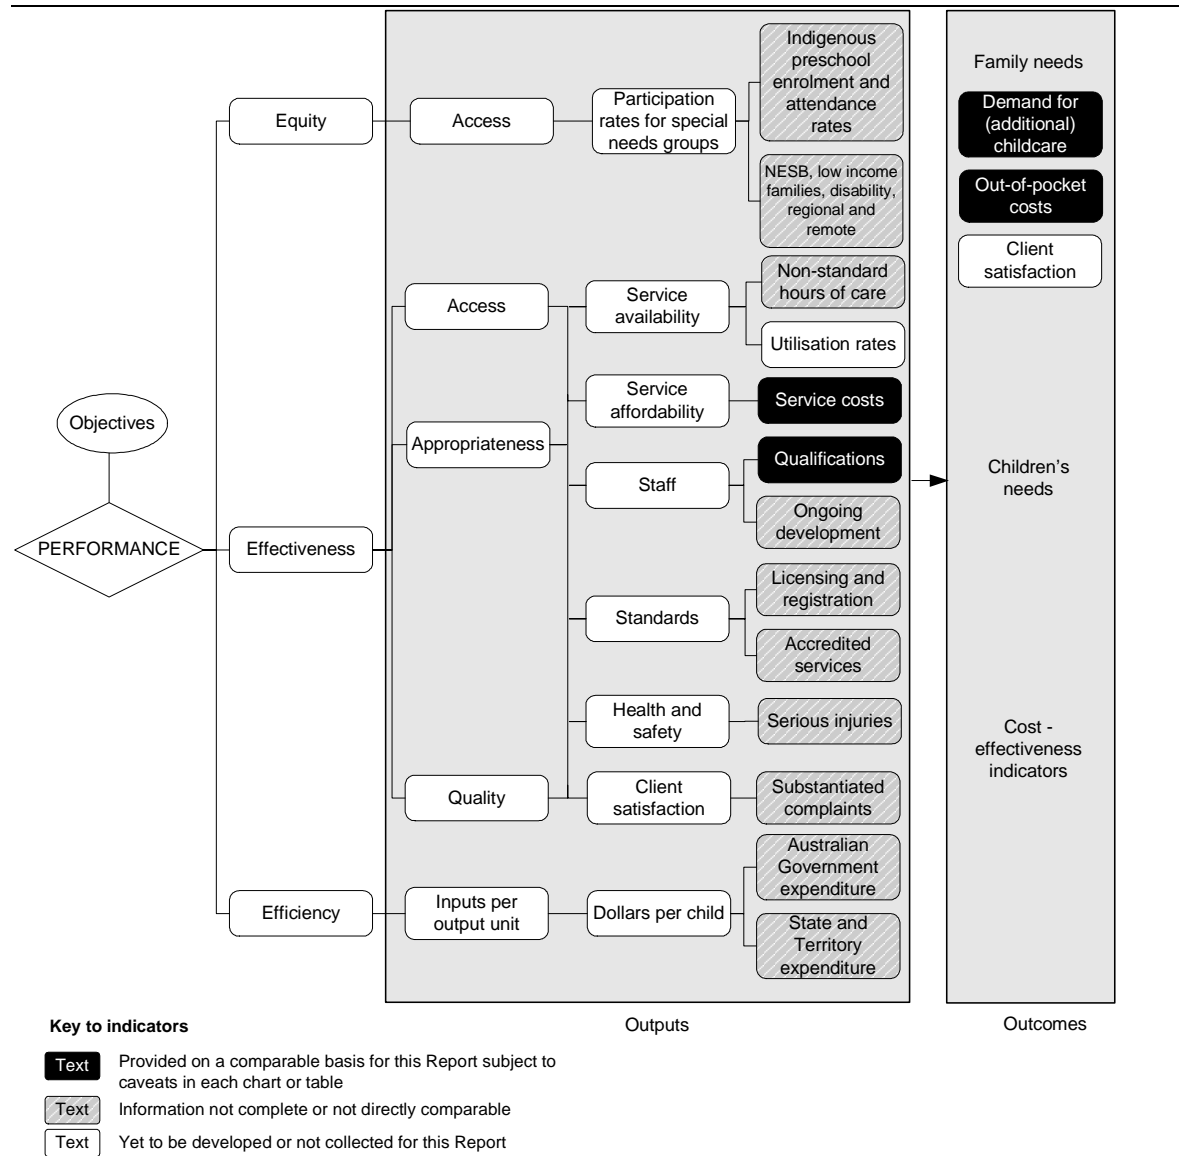 Indigenous
preschool
enrolment and
attendance
rates
Family needs
Equity
Access
Participation
rates for special
needs groups
Demand for
(additional)
childcare
NESB, low income
families, disability,
regional and
remote
Out-of-pocket
costs
Client
satisfaction
Access
Service
availability
Non-standard
hours of care
Utilisation rates
Service
affordability
Service costs
Objectives
Appropriateness
Staff
Qualifications
Ongoing
development
Children's
needs
PERFORMANCE
Effectiveness
Standards
Licensing and
registration
Accredited
services
Health and
safety
Serious injuries
Cost -
effectiveness
indicators
Quality
Client
satisfaction
Substantiated
complaints
Efficiency
Inputs per
output unit
Dollars per child
Australian
Government
expenditure
State and
Territory
expenditure
Outputs
Outcomes
Key to indicators
Text Provided on a comparable basis for this Report subject to
caveats in each chart or table
Text Information not complete or not directly comparable
Text Yet to be developed or not collected for this Report